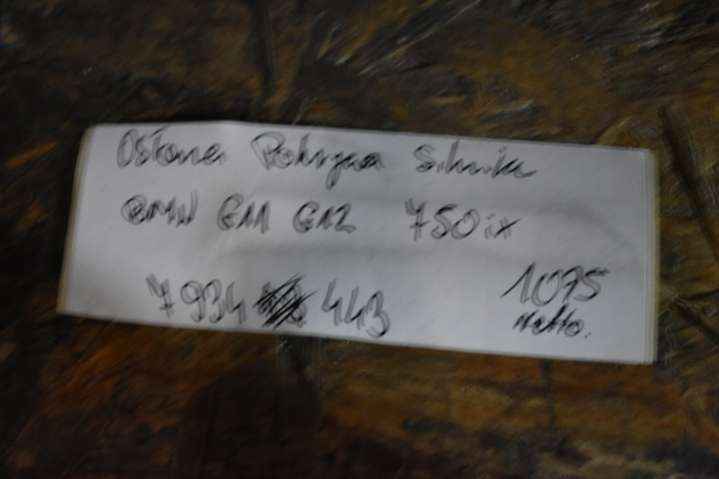 Osłona Pokrywa Silnika
BMW G11 G12 750ix
7934 443
1075
Netto.